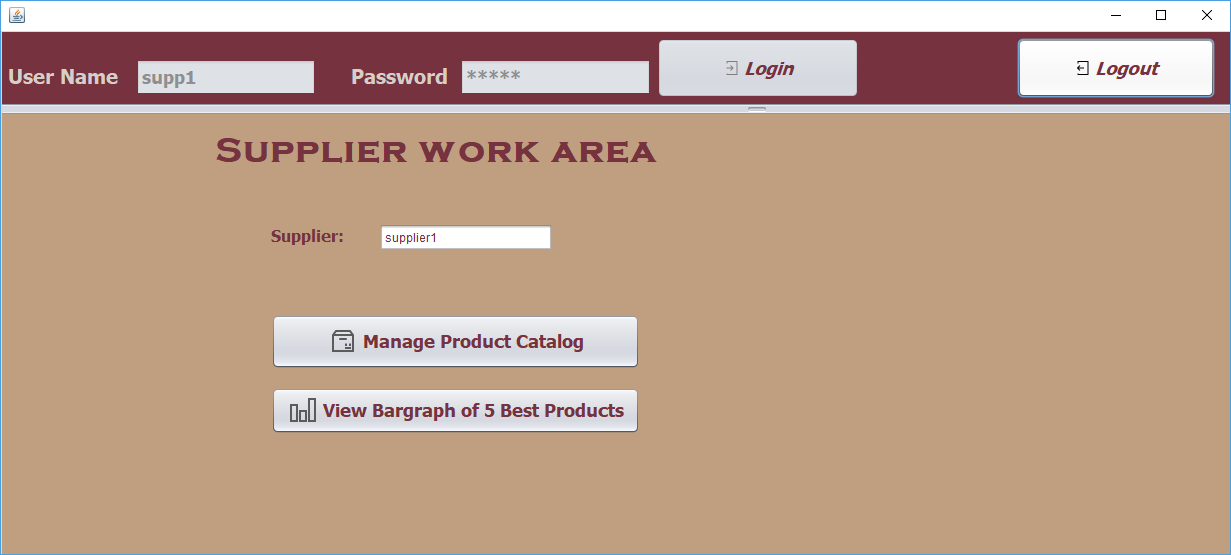 User Name supp1 Password ***** Login Logout
Supplier work area
Supplier: supplier1
Manage Product Catalog
View Bargraph of 5 Best Products